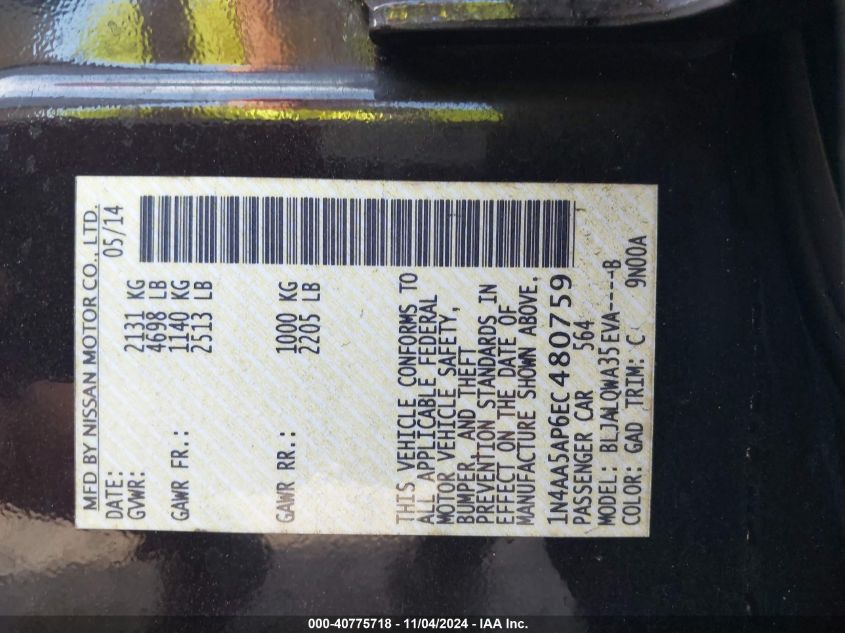 MFD BY NISSAN MOTOR CO., LTD.
DATE: 05/14
GVWR: 2131 KG
4698 LB
GAWR FR.: 1140 KG
2513 LB
GAWR RR.: 1000 KG
2205 LB
THIS VEHICLE CONFORMS TO
ALL APPLICABLE FEDERAL
MOTOR VEHICLE SAFETY,
BUMPER, AND THEFT
PREVENTION STANDARDS IN
EFFECT ON THE DATE OF
MANUFACTURE SHOWN ABOVE.
1N4AA5AP6EC480759
PASSENGER CAR 564
MODEL: BLJALQWA35EVA----B
COLOR: GAD TRIM: C 9N00A
000-40775718 - 11/04/2024 - IAA Inc.